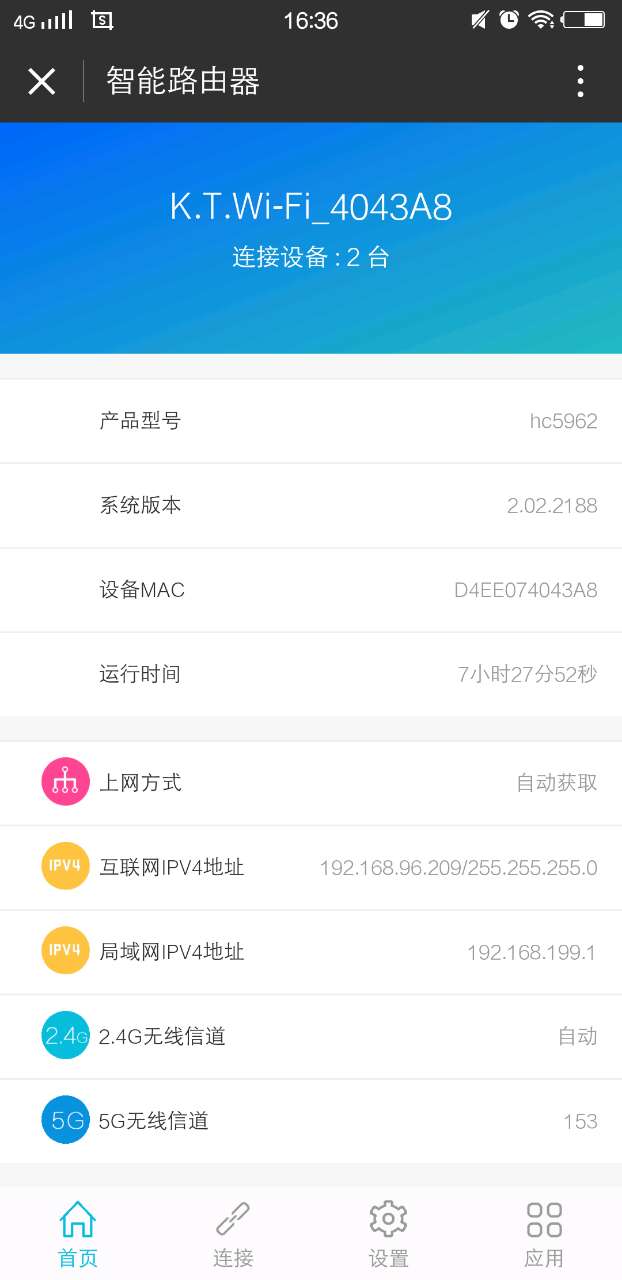 4G S 16:36
智能路由器
K.T.Wi-Fi_4043A8
连接设备 : 2 台
产品型号 hc5962
系统版本 2.02.2188
设备MAC D4EE074043A8
运行时间 7小时27分52秒
上网方式 自动获取
IPV4 互联网IPV4地址 192.168.96.209/255.255.255.0
IPV4 局域网IPV4地址 192.168.199.1
2.4G 2.4G无线信道 自动
5G 5G无线信道 153
首页 连接 设置 应用